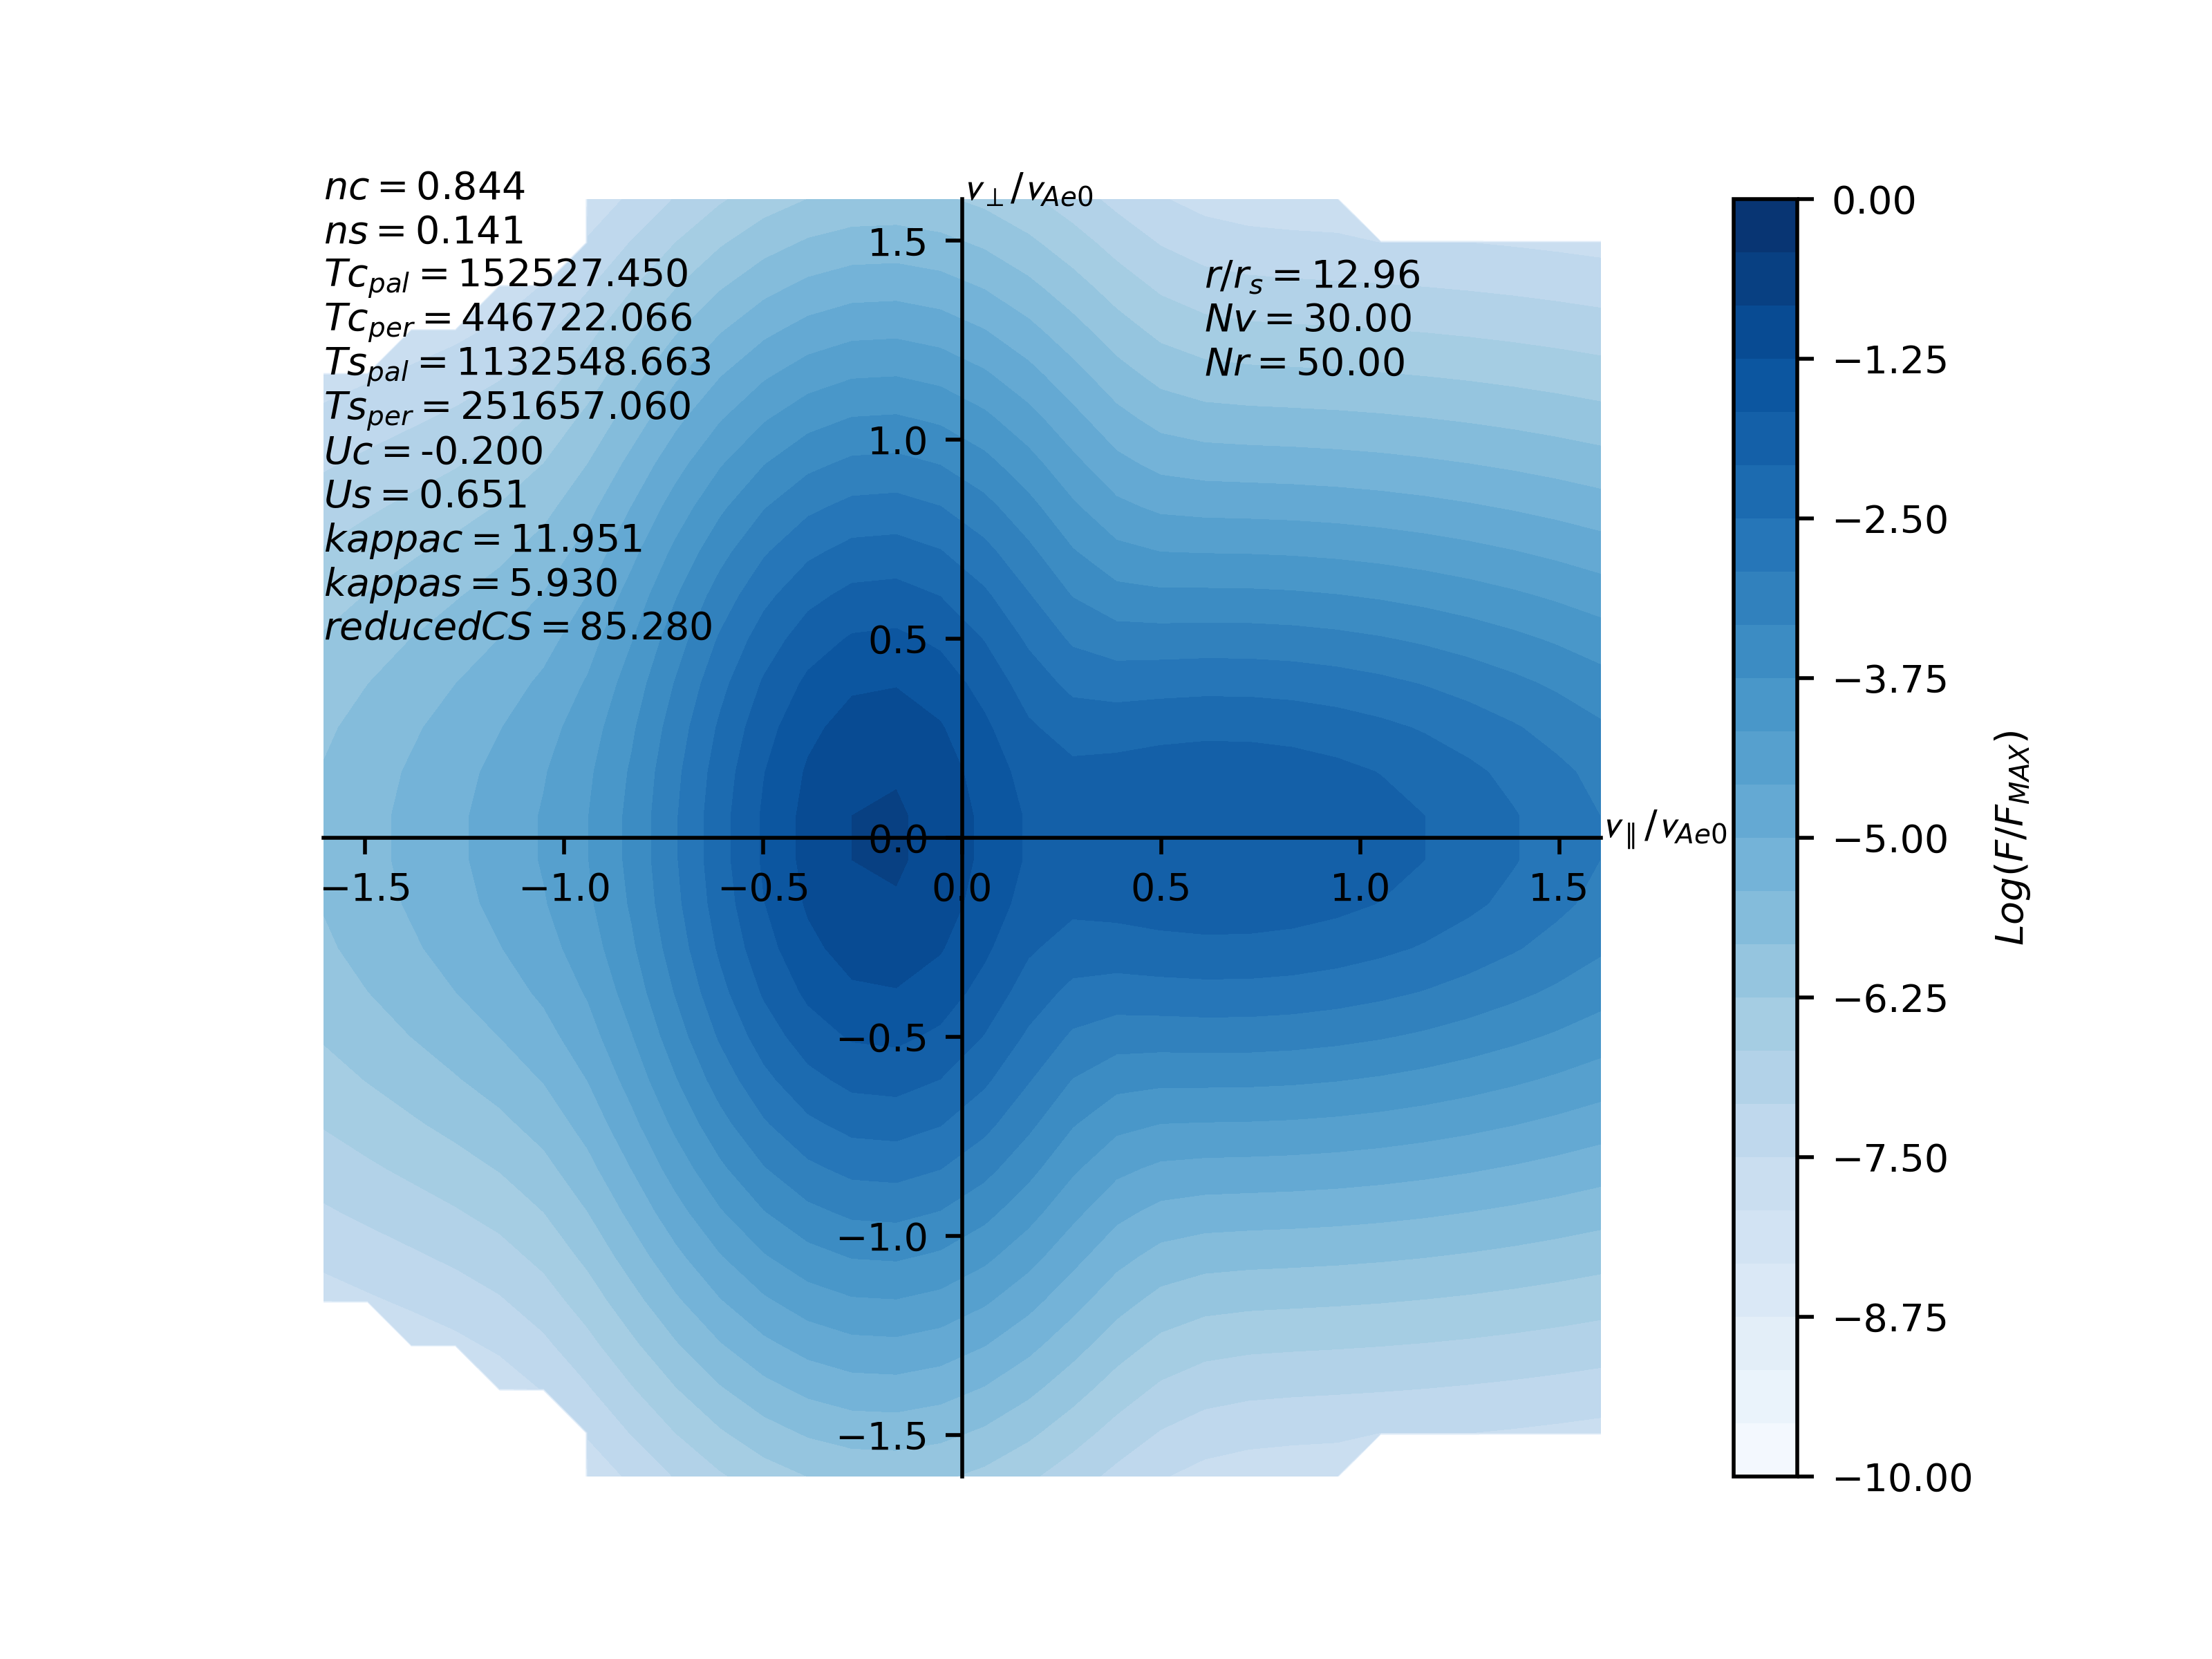 nc = 0.844
ns = 0.141
Tc_pal = 152527.450
Tc_per = 446722.066
Ts_pal = 1132548.663
Ts_per = 251657.060
Uc = -0.200
Us = 0.651
kappac = 11.951
kappas = 5.930
reducedCS = 85.280
v⊥/v_Ae0
r/r_s = 12.96
Nv = 30.00
Nr = 50.00
1.5
1.0
0.5
0.0
−0.5
−1.0
−1.5
−1.5 −1.0 −0.5 0.0 0.5 1.0 1.5
v∥/v_Ae0
0.00
−1.25
−2.50
−3.75
−5.00
−6.25
−7.50
−8.75
−10.00
Log(F/F_MAX)